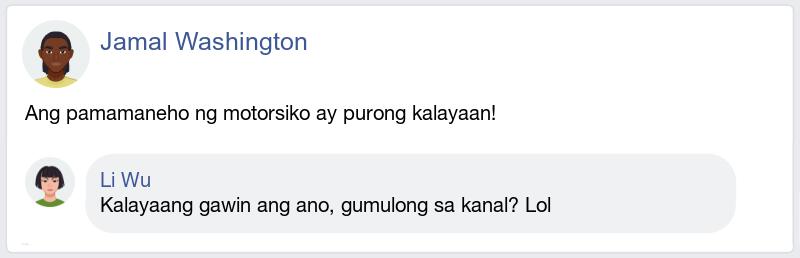 Jamal Washington
Ang pamamaneho ng motorsiko ay purong kalayaan!
Li Wu
Kalayaang gawin ang ano, gumulong sa kanal? Lol